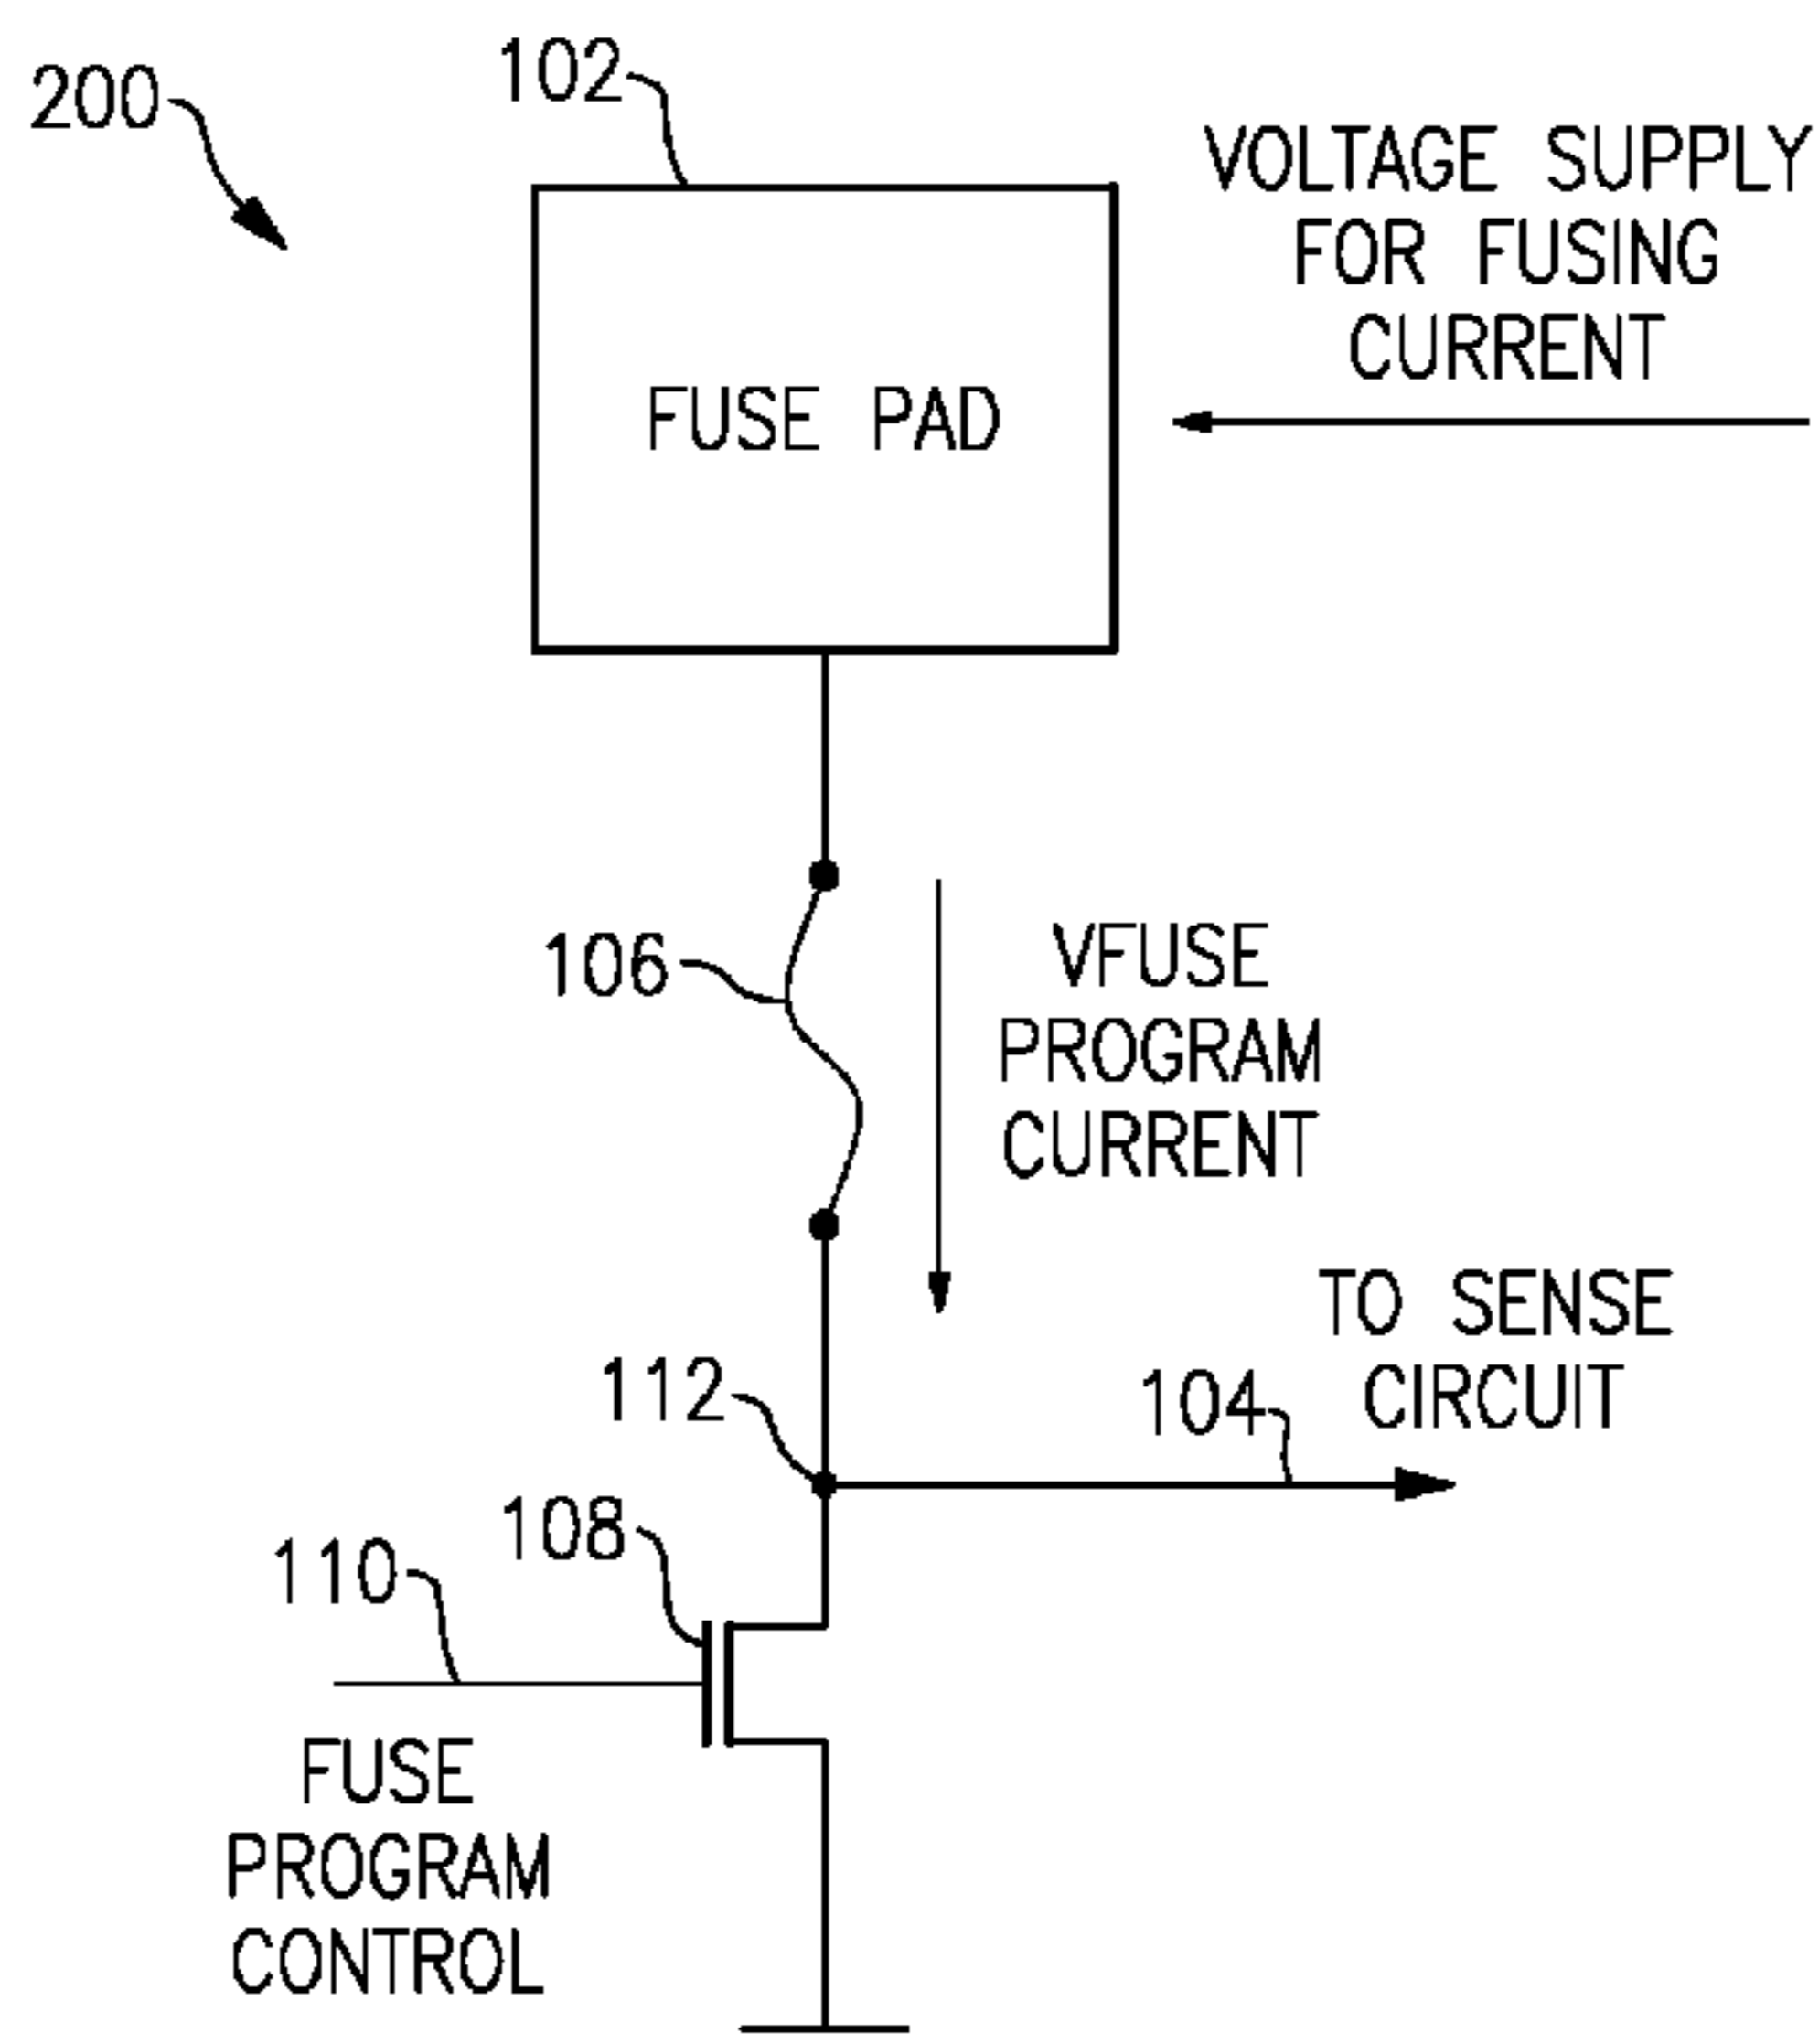 200
102
VOLTAGE SUPPLY
FOR FUSING
CURRENT
FUSE PAD
106
VFUSE
PROGRAM
CURRENT
TO SENSE
CIRCUIT
112
104
108
110
FUSE
PROGRAM
CONTROL